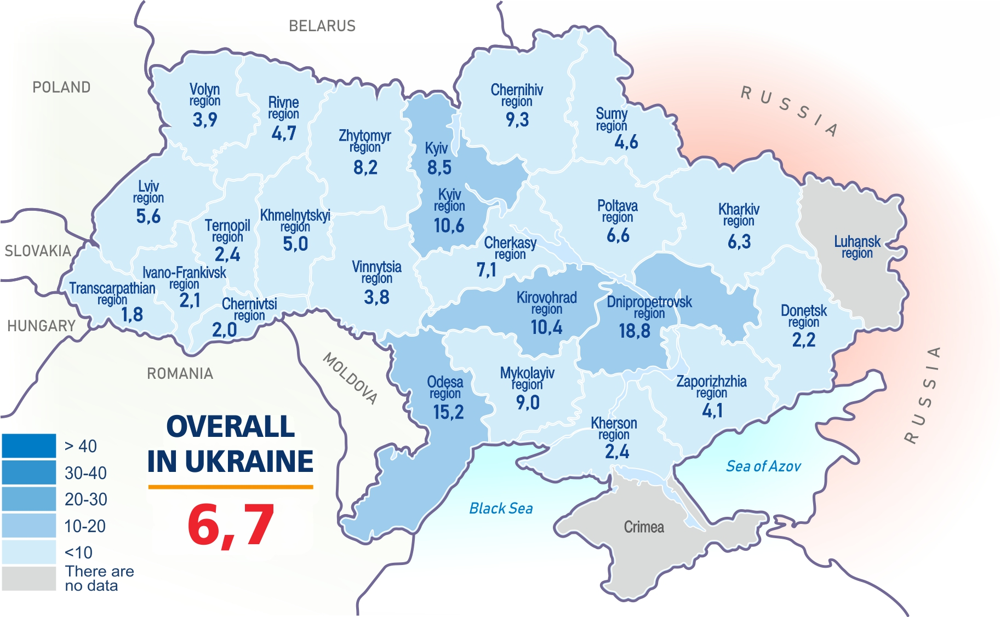 BELARUS
POLAND
RUSSIA
Volyn
region
3,9
Rivne
region
4,7
Zhytomyr
region
8,2
Kyiv
8,5
Kyiv
region
10,6
Chernihiv
region
9,3
Sumy
region
4,6
Lviv
region
5,6
Ternopil
region
2,4
Khmelnytskyi
region
5,0
Vinnytsia
region
3,8
Cherkasy
region
7,1
Poltava
region
6,6
Kharkiv
region
6,3
Luhansk
region
SLOVAKIA
Transcarpathian
region
1,8
Ivano-Frankivsk
region
2,1
Chernivtsi
region
2,0
Kirovohrad
region
10,4
Dnipropetrovsk
region
18,8
Donetsk
region
2,2
HUNGARY
ROMANIA
MOLDOVA
Odesa
region
15,2
Mykolayiv
region
9,0
Kherson
region
2,4
Zaporizhzhia
region
4,1
RUSSIA
OVERALL
IN UKRAINE
6,7
Black Sea
Sea of Azov
Crimea
> 40
30-40
20-30
10-20
<10
There are
no data